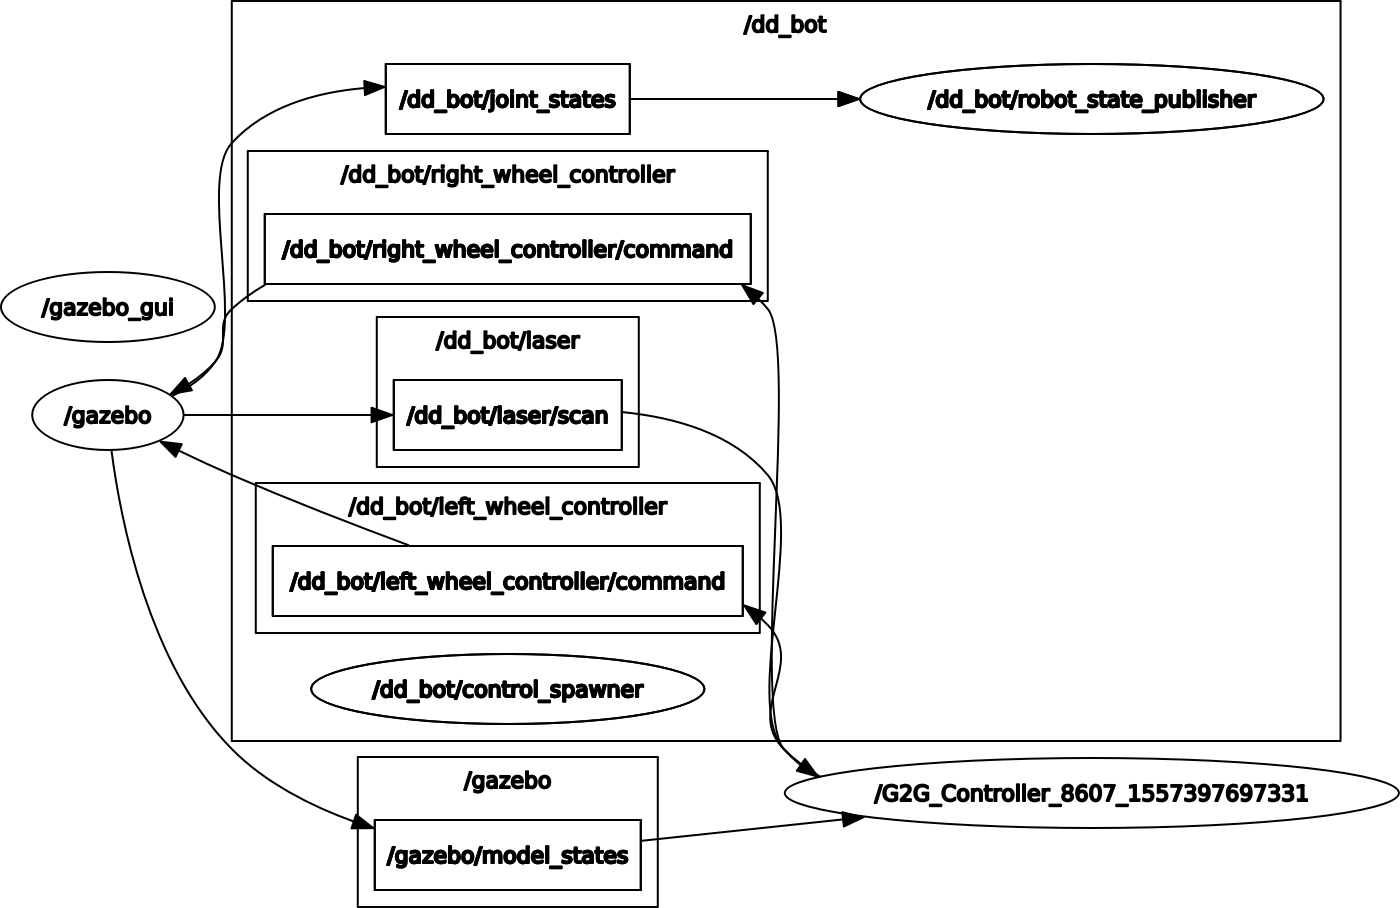 /dd_bot
/dd_bot/joint_states
/dd_bot/robot_state_publisher
/dd_bot/right_wheel_controller
/dd_bot/right_wheel_controller/command
/gazebo_gui
/dd_bot/laser
/gazebo
/dd_bot/laser/scan
/dd_bot/left_wheel_controller
/dd_bot/left_wheel_controller/command
/dd_bot/control_spawner
/gazebo
/G2G_Controller_8607_1557397697331
/gazebo/model_states